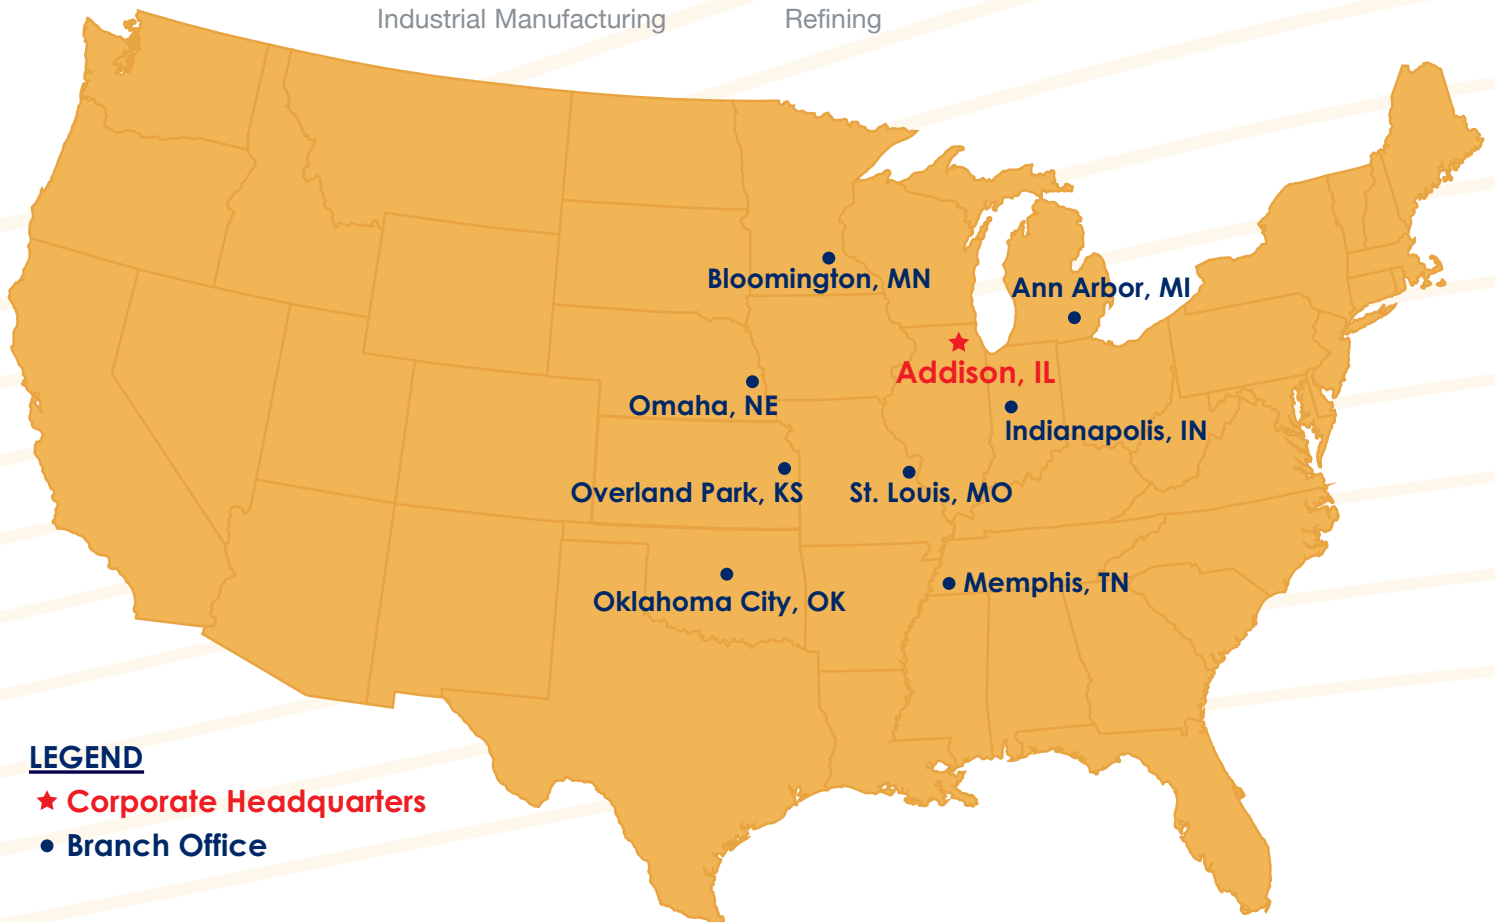 Industrial Manufacturing
Refining
Bloomington, MN
Ann Arbor, MI
Addison, IL
Omaha, NE
Indianapolis, IN
Overland Park, KS
St. Louis, MO
Memphis, TN
Oklahoma City, OK
LEGEND
Corporate Headquarters
Branch Office